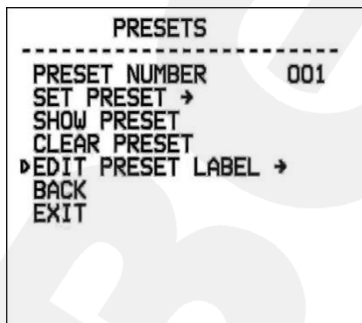 PRESETS
--------------------------
PRESET NUMBER 001
SET PRESET →
SHOW PRESET
CLEAR PRESET
▷EDIT PRESET LABEL →
BACK
EXIT